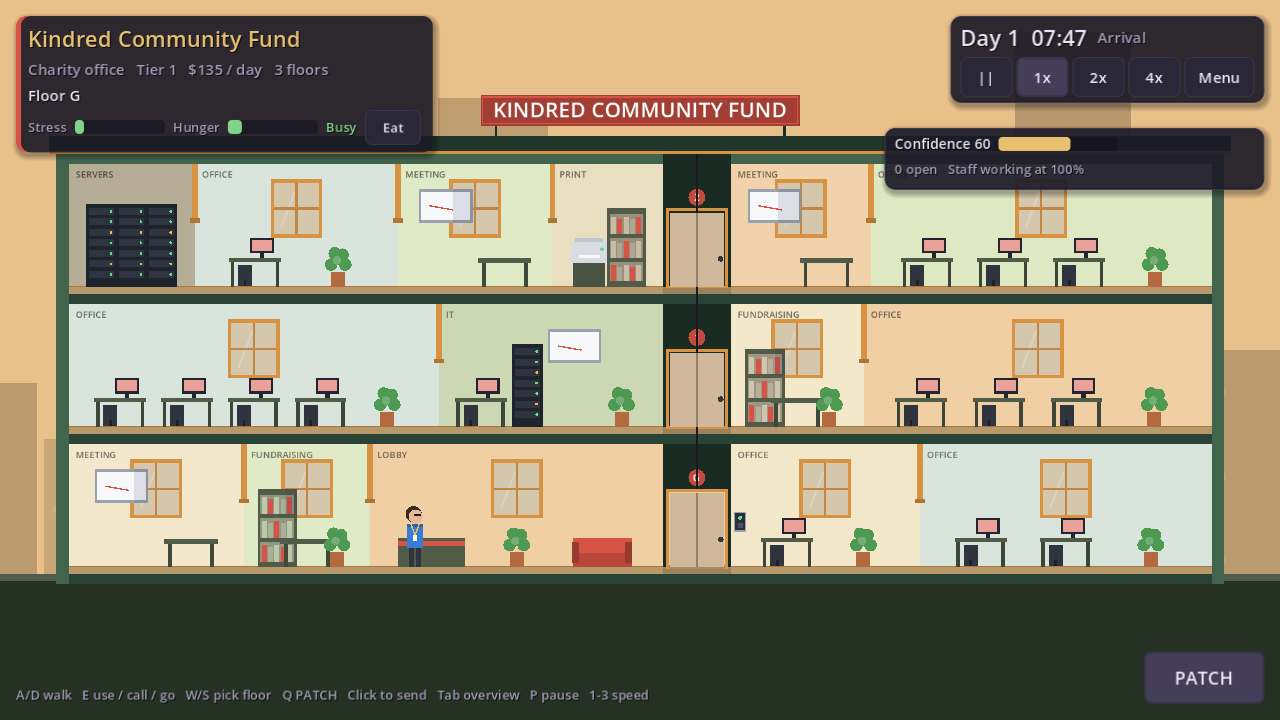 Kindred Community Fund
Charity office Tier 1 $135 / day 3 floors
Floor G
Stress Hunger Busy Eat
Day 1 07:47 Arrival
|| 1x 2x 4x Menu
KINDRED COMMUNITY FUND
Confidence 60
0 open Staff working at 100%
SERVERS OFFICE MEETING PRINT MEETING
OFFICE IT FUNDRAISING OFFICE
MEETING FUNDRAISING LOBBY OFFICE OFFICE
PATCH
A/D walk E use / call / go W/S pick floor Q PATCH Click to send Tab overview P pause 1-3 speed